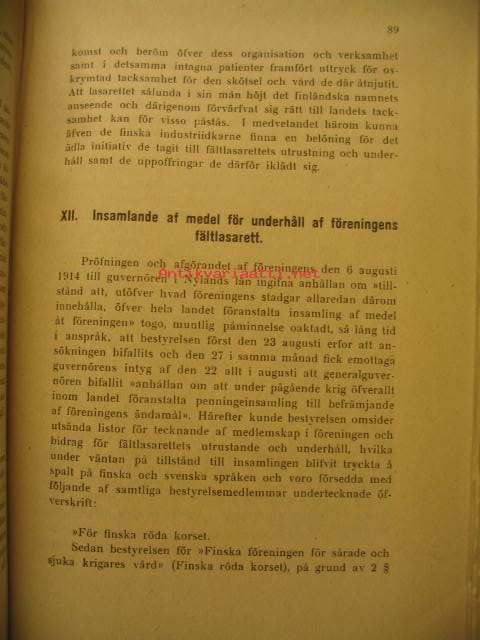 89
komst och beröm öfver dess organisation och verksamhet
samt i detsamma intagna patienter framfört uttryck för os-
krymtad tacksamhet för den skötsel och vård de där åtnjutit.
Att lasarettet sålunda i sin mån höjt det finländska namnets
anseende och därigenom förvärfvat sig rätt till landets tack-
samhet kan för visso påstås. I medvetandet härom kunna
äfven de finska industriidkarne finna en belöning för det
ädla initiativ de tagit till fältlasarettets utrustning och under-
håll samt de uppoffringar de därför iklädt sig.
XII. Insamlande af medel för underhåll af föreningens
fältlasarett.
Pröfningen och afgörandet af föreningens den 6 augusti
1914 till guvernören i Nylands län ingifna anhållan om »till-
stånd att, utöfver hvad föreningens stadgar allaredan därom
innehålla, öfver hela landet föranstalta insamling af medel
åt föreningen» togo, muntlig påminnelse oaktadt, så lång tid
i anspråk, att bestyrelsen först den 23 augusti erfor att an-
sökningen bifallits och den 27 i samma månad fick emottaga
guvernörens intyg af den 22 allt i augusti att generalguver-
nören bifallit »anhållan om att under pågående krig öfverallt
inom landet föranstalta penningeinsamling till befrämjande
af föreningens ändamål». Härefter kunde bestyrelsen omsider
utsända listor för tecknande af medlemskap i föreningen och
bidrag för fältlasarettets utrustande och underhåll, hvilka
under väntan på tillstånd till insamlingen blifvit tryckta å
spalt på finska och svenska språken och voro försedda med
följande af samtliga bestyrelsemedlemmar undertecknade öf-
verskrift:
»För finska röda korset.
Sedan bestyrelsen för »Finska föreningen för sårade och
sjuka krigares vård» (Finska röda korset), på grund av 2 §
Antikvariaatti.net